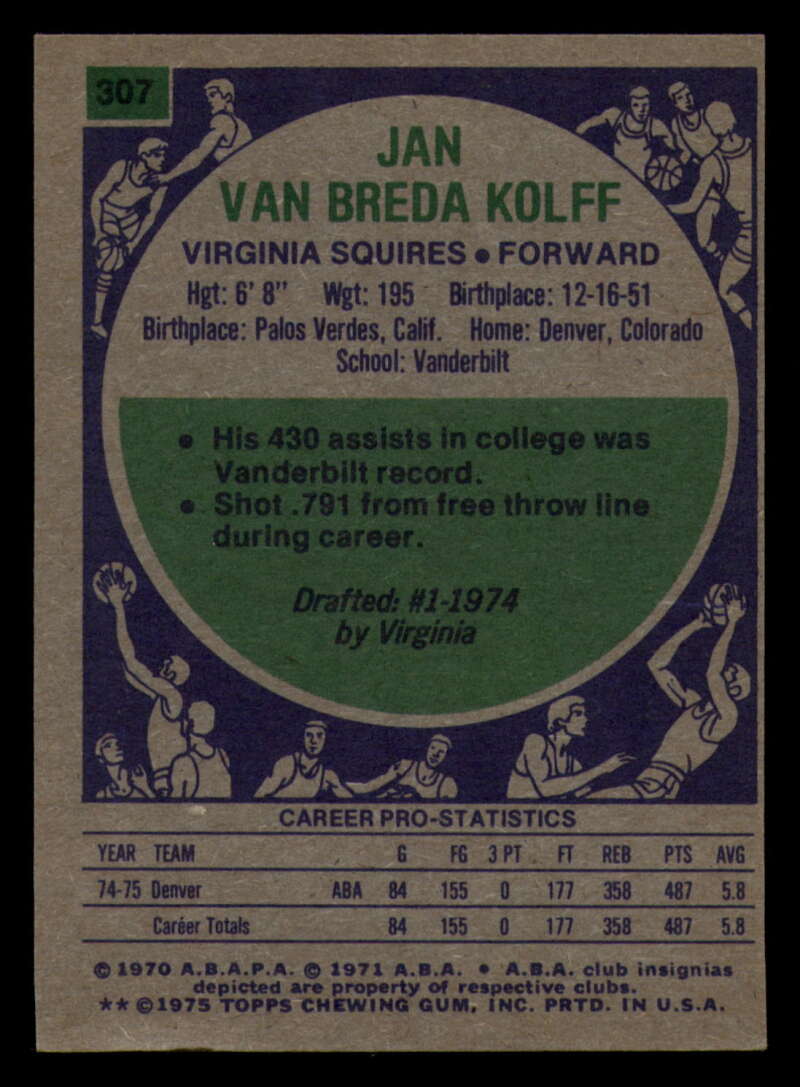 307
JAN
VAN BREDA KOLFF
VIRGINIA SQUIRES • FORWARD
Hgt: 6' 8" Wgt: 195 Birthplace: 12-16-51
Birthplace: Palos Verdes, Calif. Home: Denver, Colorado
School: Vanderbilt
• His 430 assists in college was
Vanderbilt record.
• Shot .791 from free throw line
during career.
Drafted: #1-1974
by Virginia
CAREER PRO-STATISTICS
YEAR TEAM G FG 3 PT FT REB PTS AVG
74-75 Denver ABA 84 155 0 177 358 487 5.8
Career Totals 84 155 0 177 358 487 5.8
© 1970 A.B.A.P.A. © 1971 A.B.A. • A.B.A. club insignias
depicted are property of respective clubs.
**©1975 TOPPS CHEWING GUM, INC. PRTD. IN U.S.A.